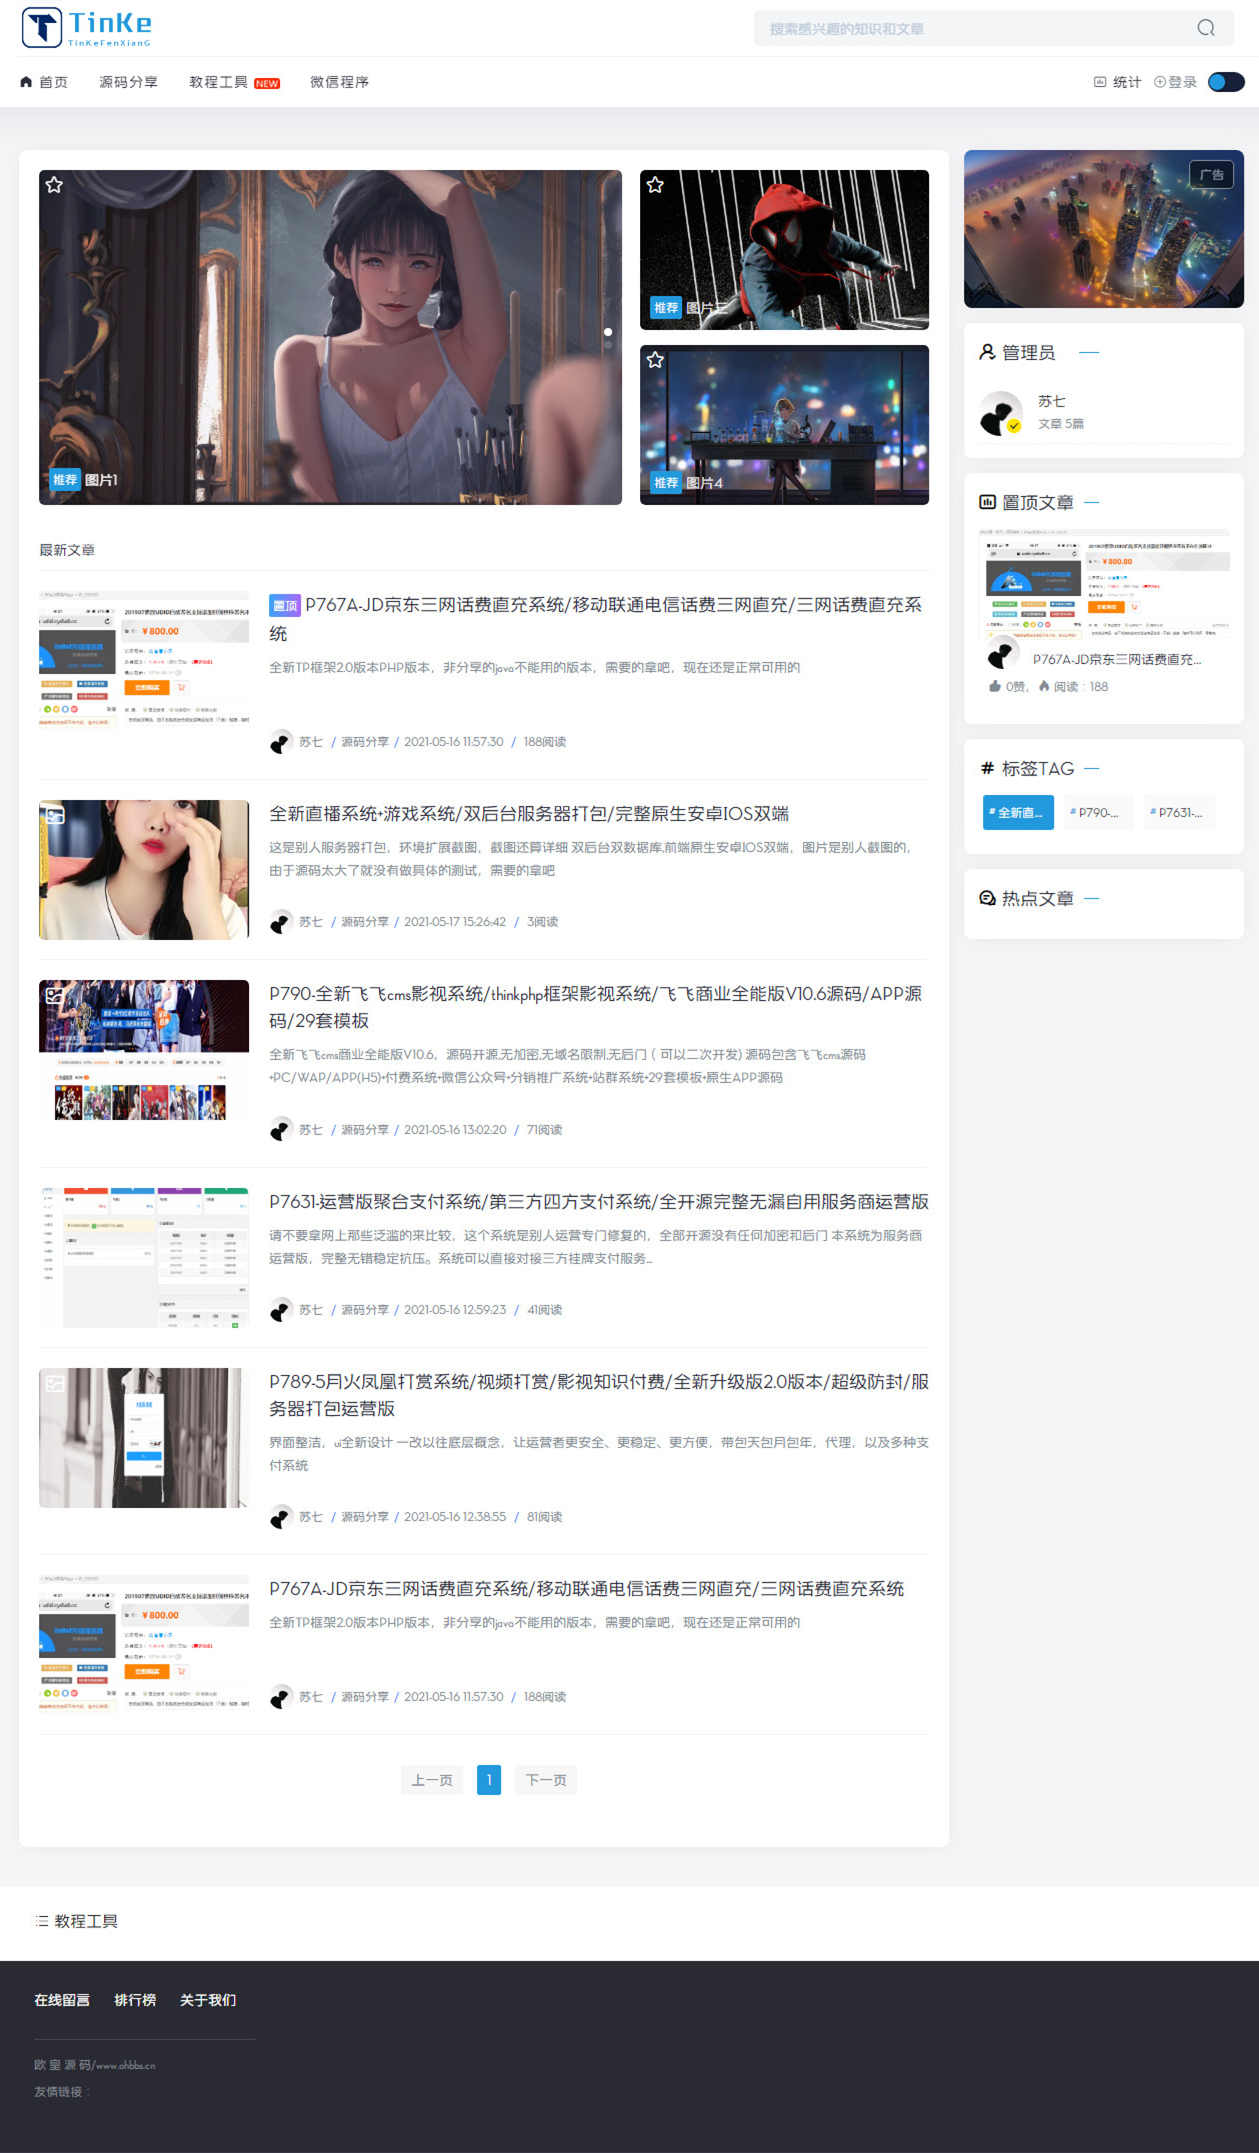 TinKe
TinKeFenXianG
搜索感兴趣的知识和文章
首页 源码分享 教程工具 NEW 微信程序
统计 登录
推荐 图片1
推荐 图片三
推荐 图片4
广告
管理员
苏七
文章 5篇
置顶文章
¥800.00
P767A-JD京东三网话费直充...
0赞, 阅读：188
标签TAG
# 全新直... # P790-... # P7631-...
热点文章
最新文章
¥800.00
置顶 P767A-JD京东三网话费直充系统/移动联通电信话费三网直充/三网话费直充系
统
全新TP框架2.0版本PHP版本，非分享的java不能用的版本，需要的拿吧，现在还是正常可用的
苏七 / 源码分享 / 2021-05-16 11:57:30 / 188阅读
全新直播系统+游戏系统/双后台服务器打包/完整原生安卓IOS双端
这是别人服务器打包，环境扩展截图，截图还算详细 双后台双数据库,前端原生安卓IOS双端，图片是别人截图的，
由于源码太大了就没有做具体的测试，需要的拿吧
苏七 / 源码分享 / 2021-05-17 15:26:42 / 3阅读
P790-全新飞飞cms影视系统/thinkphp框架影视系统/飞飞商业全能版V10.6源码/APP源
码/29套模板
全新飞飞cms商业全能版V10.6，源码开源,无加密,无域名限制,无后门（可以二次开发) 源码包含飞飞cms源码
+PC/WAP/APP(H5)+付费系统+微信公众号+分销推广系统+站群系统+29套模板+原生APP源码
苏七 / 源码分享 / 2021-05-16 13:02:20 / 71阅读
P7631-运营版聚合支付系统/第三方四方支付系统/全开源完整无漏自用服务商运营版
请不要拿网上那些泛滥的来比较，这个系统是别人运营专门修复的，全部开源没有任何加密和后门 本系统为服务商
运营版，完整无错稳定抗压。系统可以直接对接三方挂牌支付服务...
苏七 / 源码分享 / 2021-05-16 12:59:23 / 41阅读
P789-5月火凤凰打赏系统/视频打赏/影视知识付费/全新升级版2.0版本/超级防封/服
务器打包运营版
界面整洁，ui全新设计 一改以往底层概念，让运营者更安全、更稳定、更方便，带包天包月包年，代理，以及多种支
付系统
苏七 / 源码分享 / 2021-05-16 12:38:55 / 81阅读
¥800.00
P767A-JD京东三网话费直充系统/移动联通电信话费三网直充/三网话费直充系统
全新TP框架2.0版本PHP版本，非分享的java不能用的版本，需要的拿吧，现在还是正常可用的
苏七 / 源码分享 / 2021-05-16 11:57:30 / 188阅读
上一页 1 下一页
教程工具
在线留言 排行榜 关于我们
欧 皇 源 码/www.ohbbs.cn
友情链接：